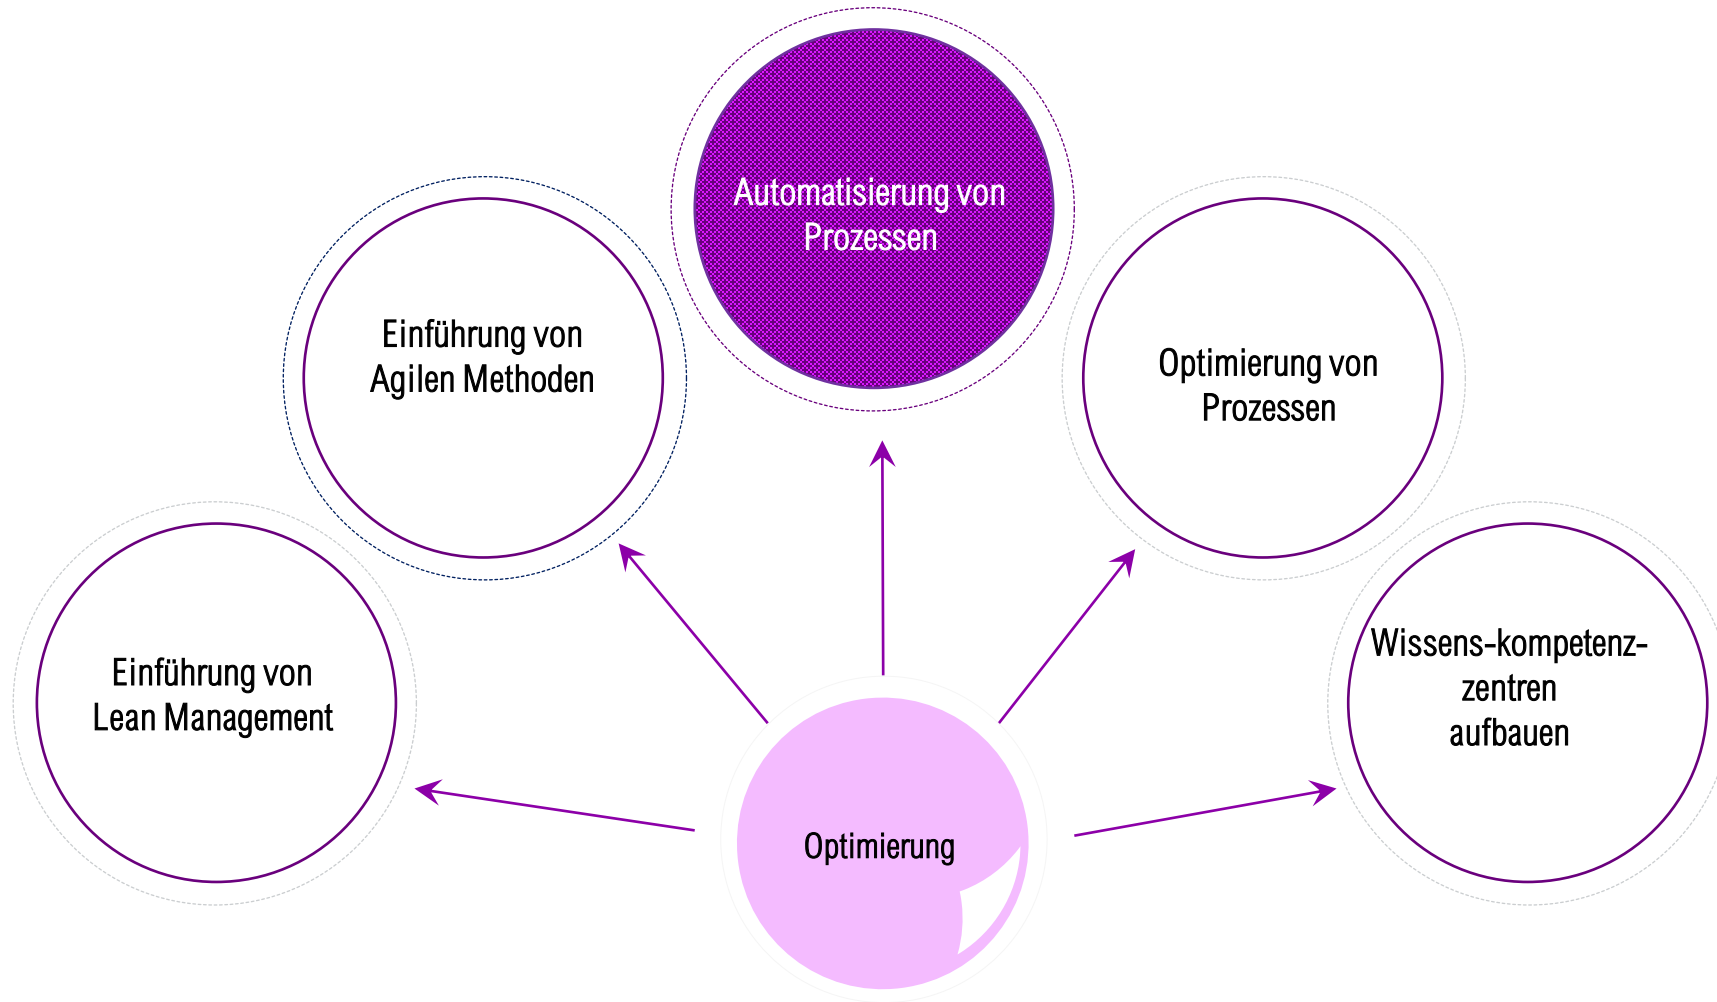 Automatisierung von
Prozessen
Einführung von
Agilen Methoden
Optimierung von
Prozessen
Einführung von
Lean Management
Wissens-kompetenz-
zentren
aufbauen
Optimierung